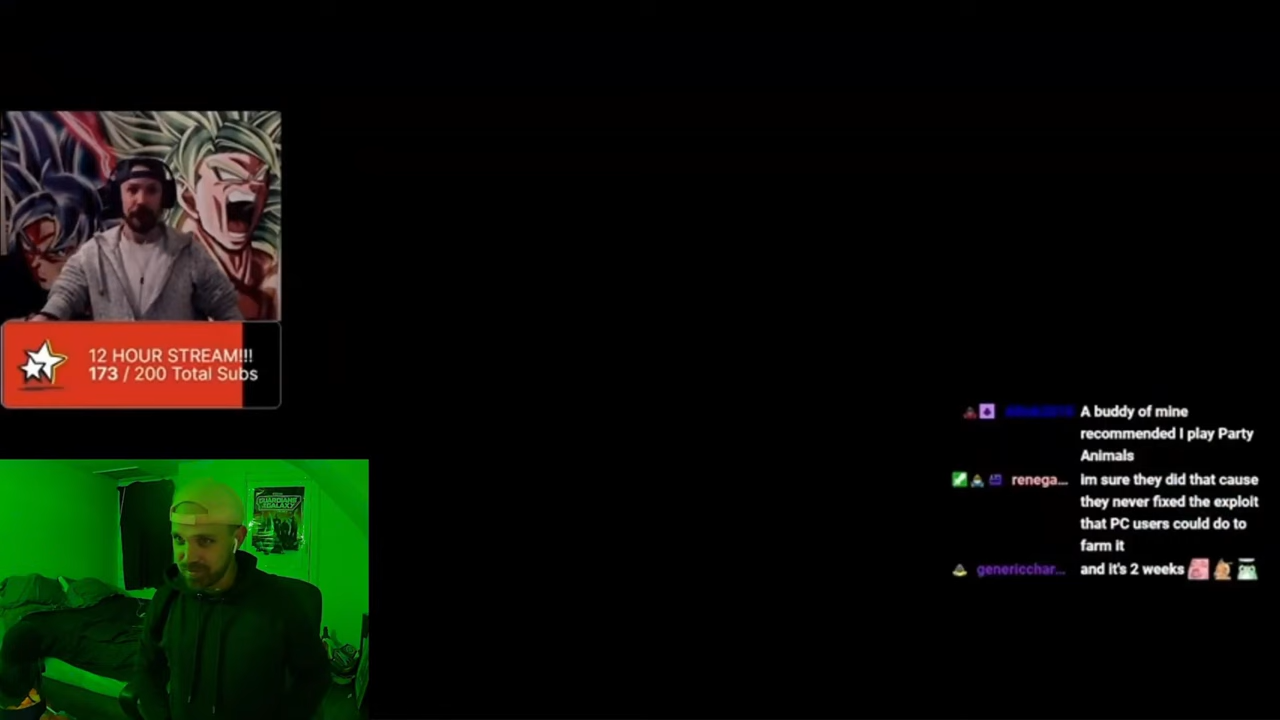 12 HOUR STREAM!!!
173 / 200 Total Subs
GUARDIANS
GALAXY
A buddy of mine
recommended I play Party
Animals
renega... Im sure they did that cause
they never fixed the exploit
that PC users could do to
farm it
genericchar... and it's 2 weeks